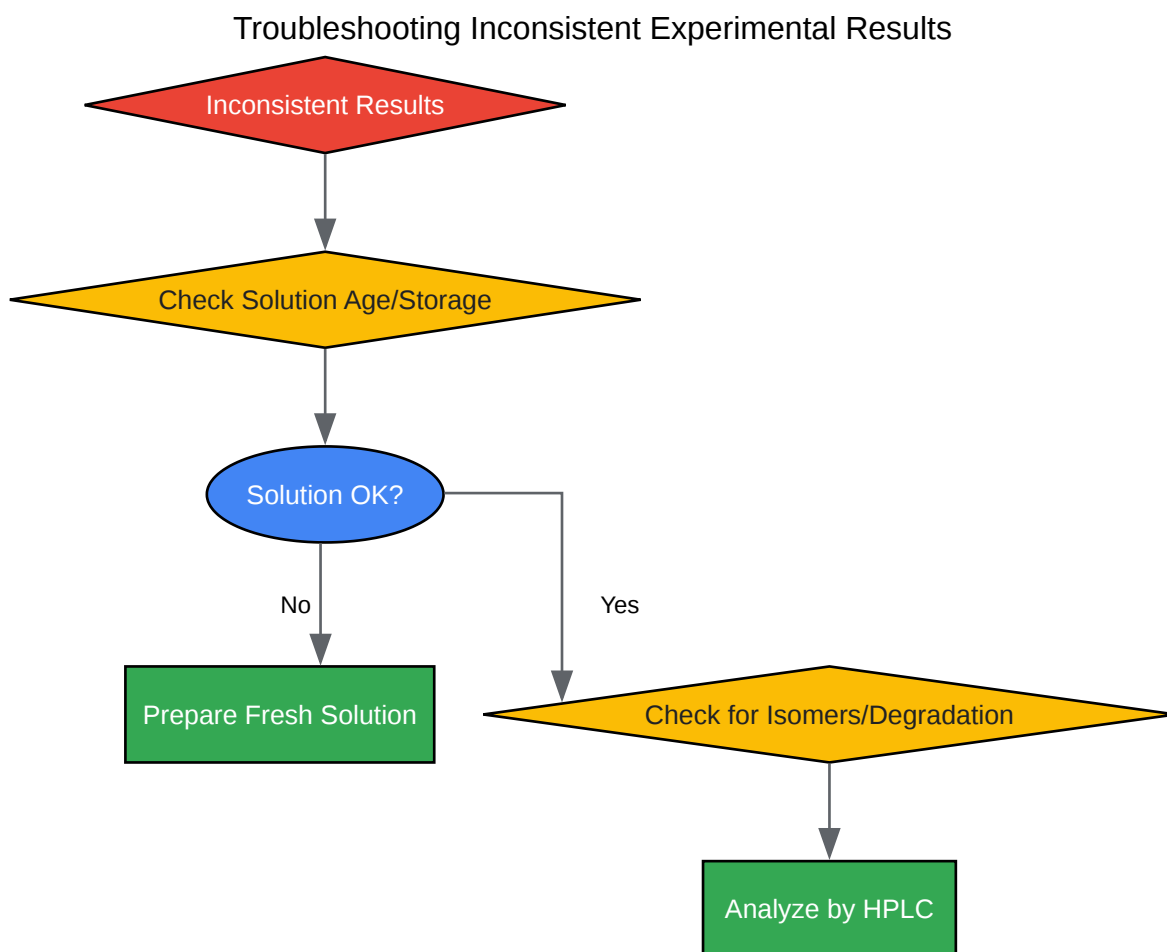 Troubleshooting Inconsistent Experimental Results
Inconsistent Results
Check Solution Age/Storage
Solution OK?
No
Yes
Prepare Fresh Solution
Check for Isomers/Degradation
Analyze by HPLC